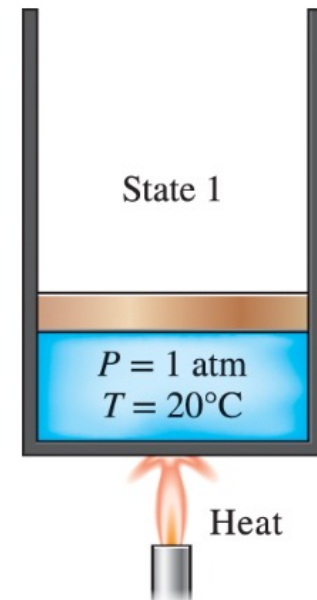 State 1
P = 1 atm
T = 20°C
Heat